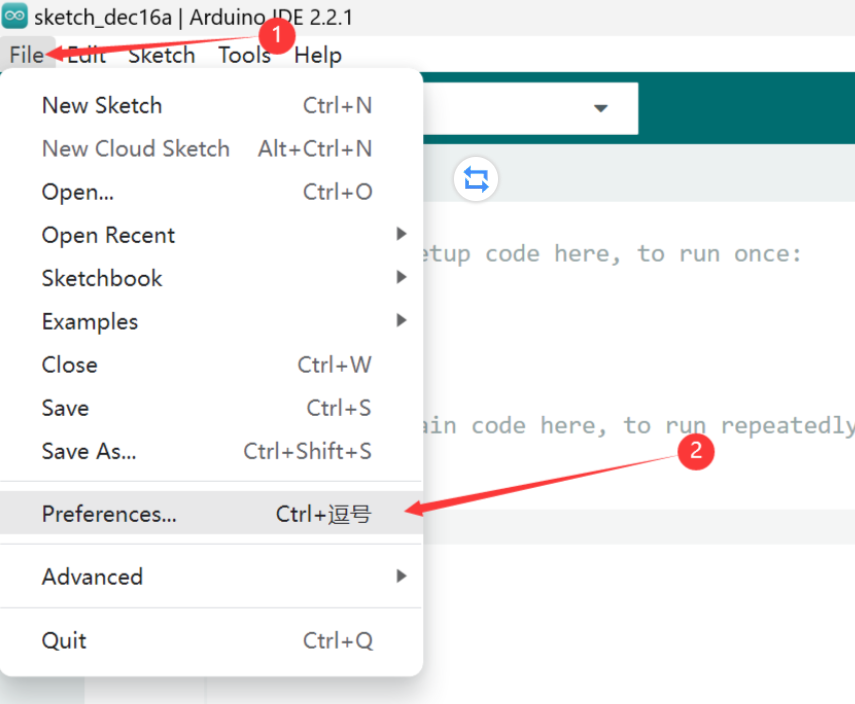 sketch_dec16a | Arduino IDE 2.2.1
1
File Edit Sketch Tools Help
New Sketch Ctrl+N
New Cloud Sketch Alt+Ctrl+N
Open... Ctrl+O
Open Recent
etup code here, to run once:
Sketchbook
Examples
Close Ctrl+W
Save Ctrl+S
ain code here, to run repeatedly
2
Save As... Ctrl+Shift+S
Preferences... Ctrl+逗号
Advanced
Quit Ctrl+Q